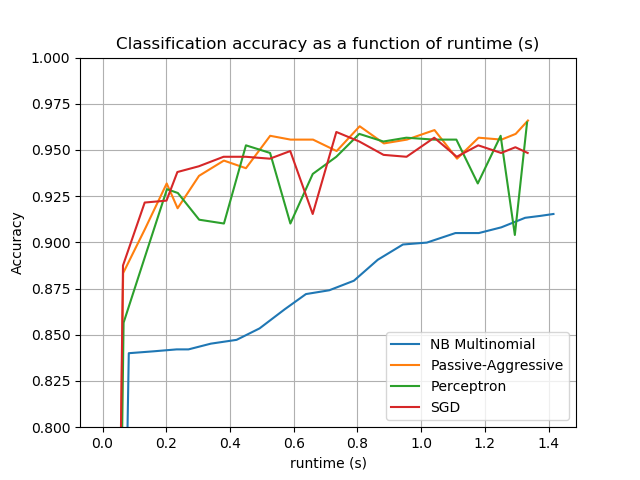 Classification accuracy as a function of runtime (s)
1.000
0.975
0.950
0.925
0.900
0.875
0.850
0.825
0.800
Accuracy
NB Multinomial
Passive-Aggressive
Perceptron
SGD
0.0 0.2 0.4 0.6 0.8 1.0 1.2 1.4
runtime (s)